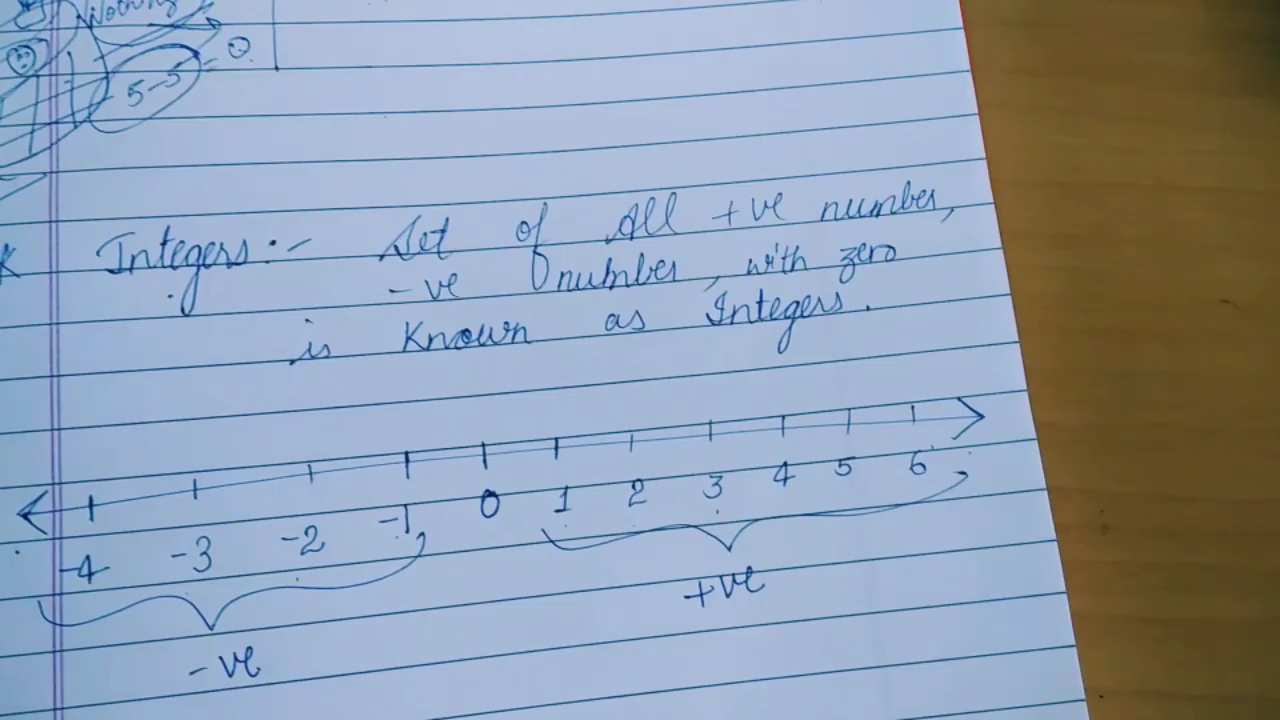 Nothing
5-5 = 0
Integers :- Set of All +ve number,
-ve number, with zero
is Known as Integers.
-4 -3 -2 -1 0 1 2 3 4 5 6
-ve +ve